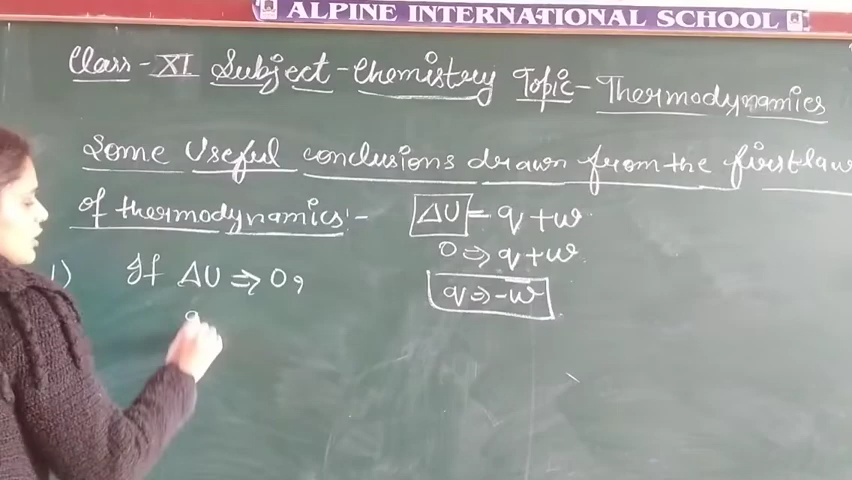 ALPINE INTERNATIONAL SCHOOL
Class - XI Subject - Chemistry Topic - Thermodynamics
Some Useful conclusions drawn from the first law
of thermodynamics:-
ΔU = q + w
0 ⇒ q + w
q ⇒ -w
1) If ΔU ⇒ 0,
q